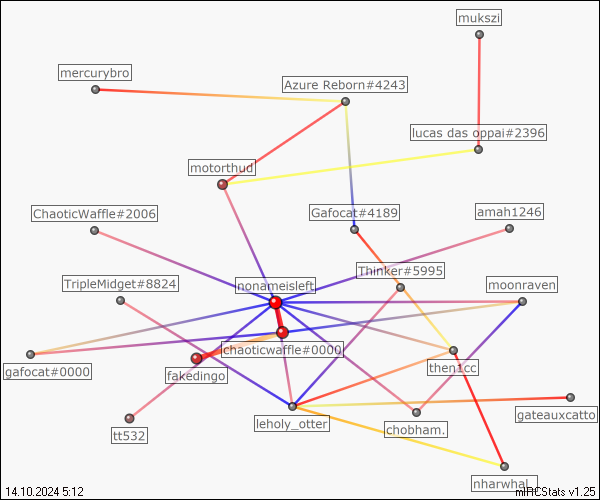 mukszi
mercurybro
Azure Reborn#4243
lucas das oppai#2396
motorthud
ChaoticWaffle#2006
Gafocat#4189
amah1246
Thinker#5995
TripleMidget#8824
nonameisleft
moonraven
chaoticwaffle#0000
gafocat#0000
fakedingo
then1cc
leholy_otter
chobham.
gateauxcatto
tt532
nharwhal_
14.10.2024 5:12
mIRCStats v1.25